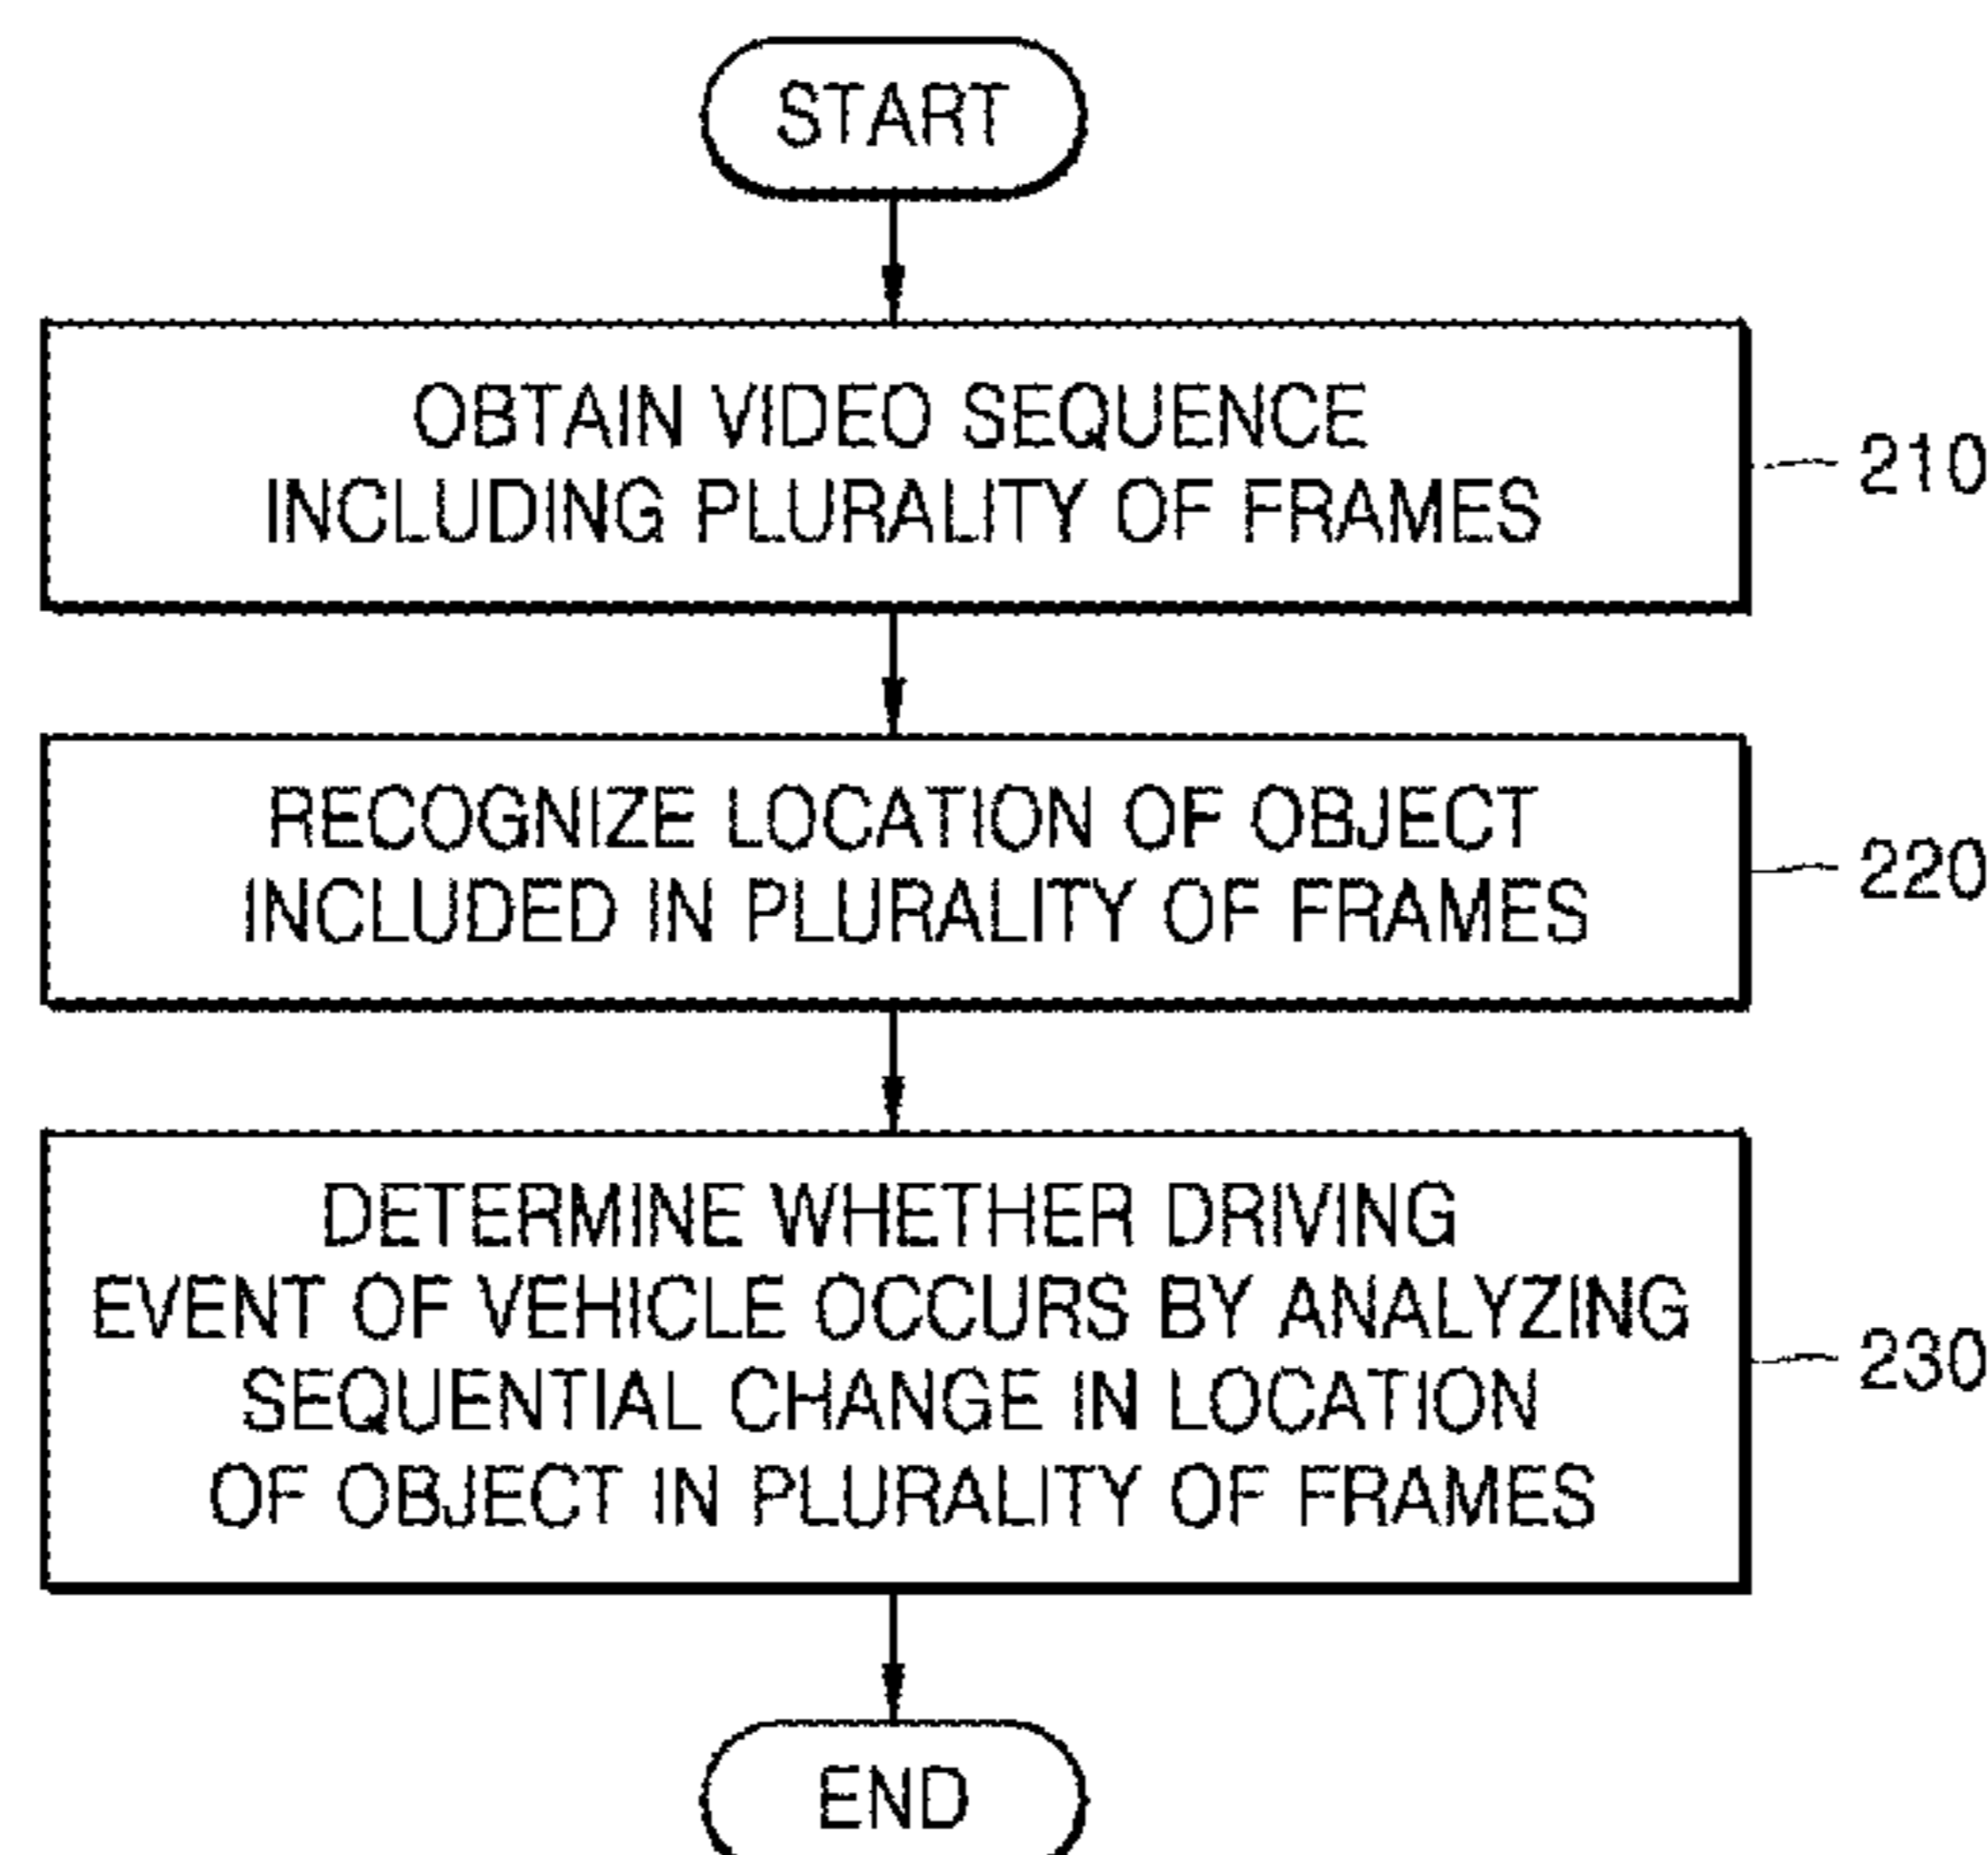 START
OBTAIN VIDEO SEQUENCE
INCLUDING PLURALITY OF FRAMES
210
RECOGNIZE LOCATION OF OBJECT
INCLUDED IN PLURALITY OF FRAMES
220
DETERMINE WHETHER DRIVING
EVENT OF VEHICLE OCCURS BY ANALYZING
SEQUENTIAL CHANGE IN LOCATION
OF OBJECT IN PLURALITY OF FRAMES
230
END